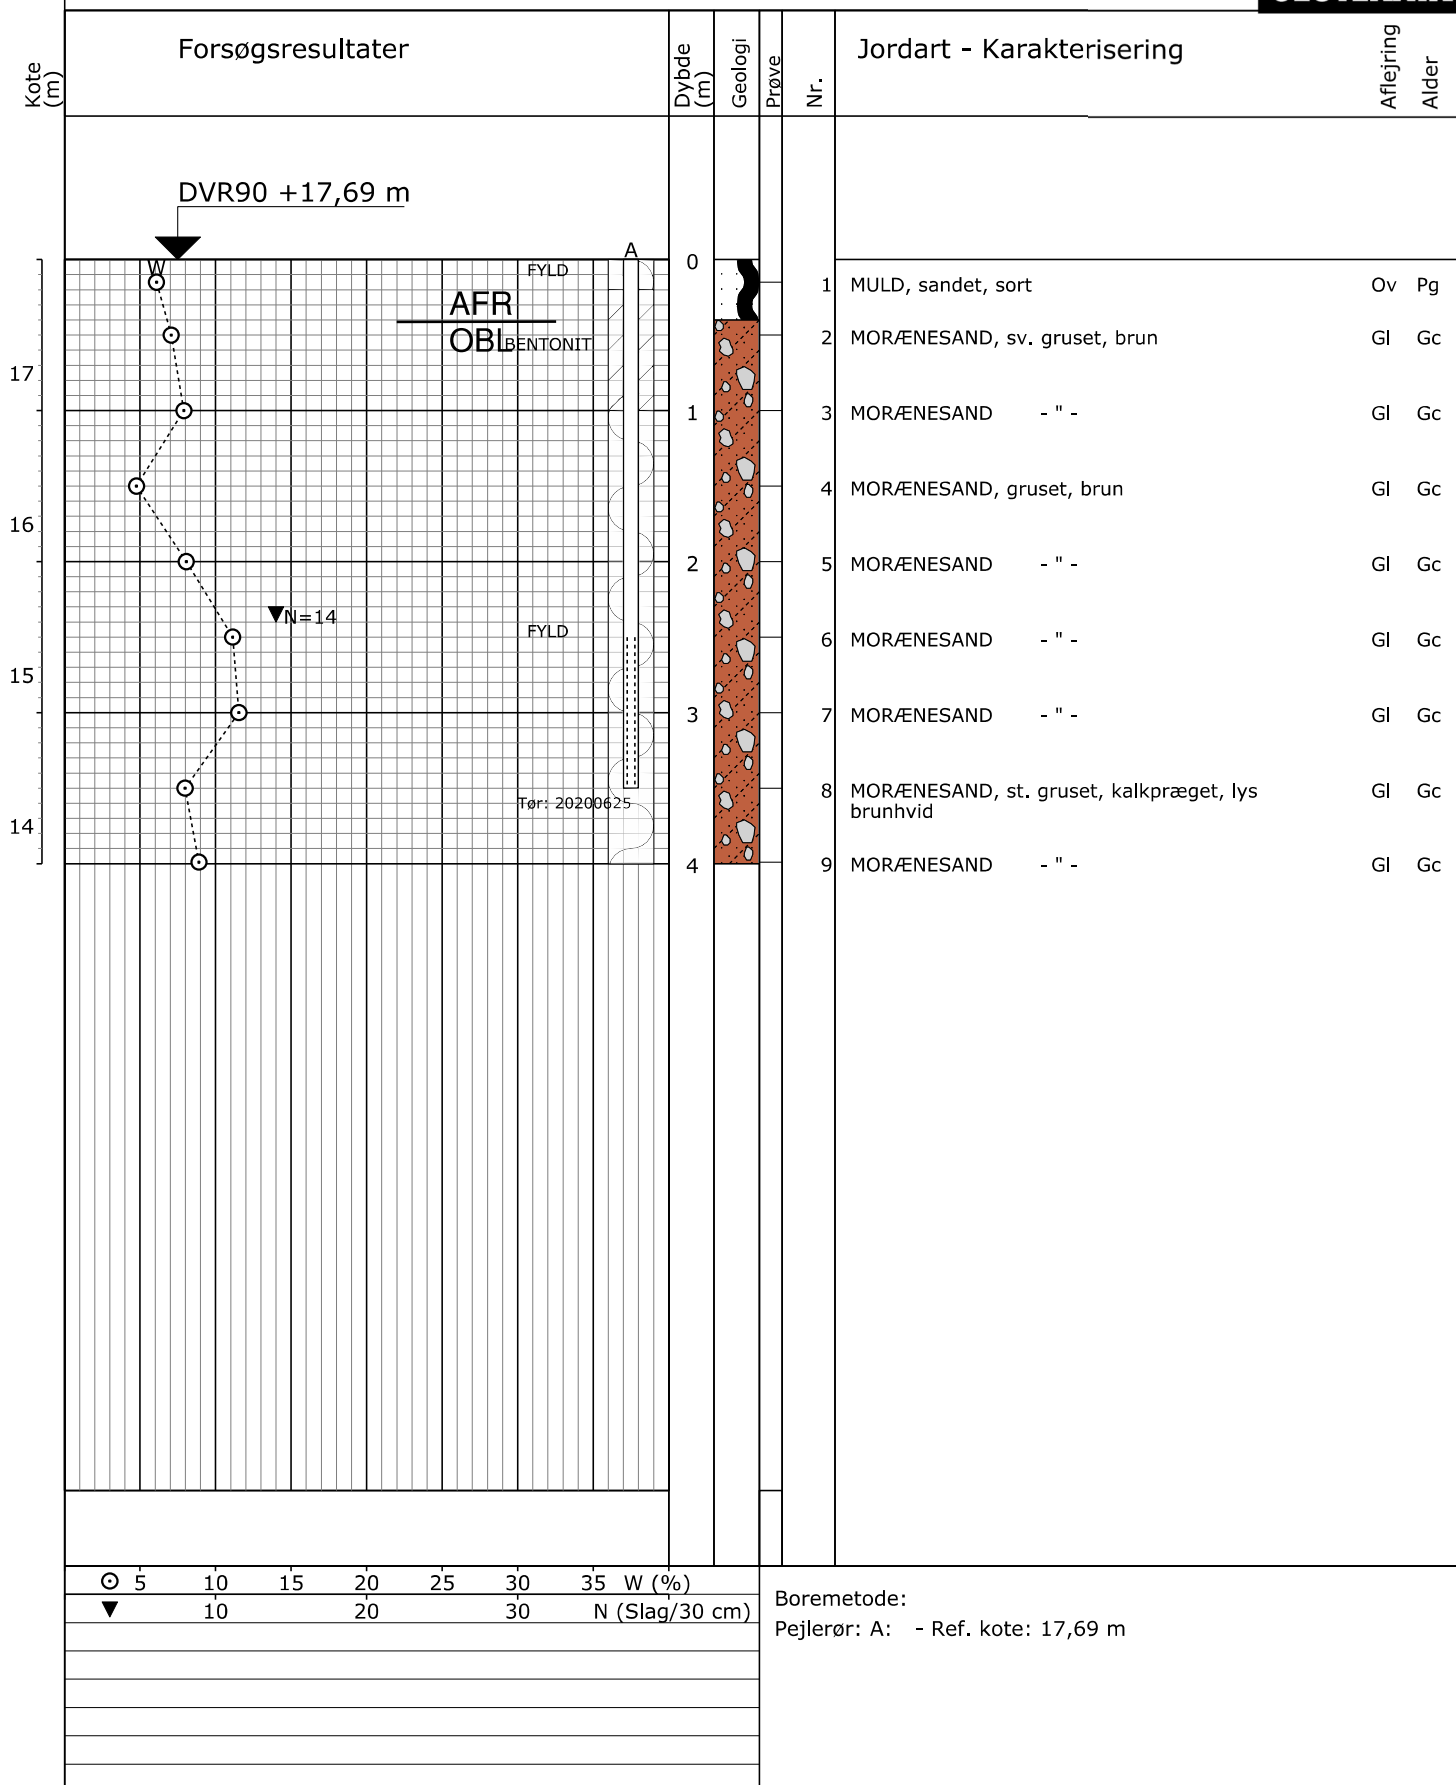 Kote (m)
Forsøgsresultater
Dybde (m)
Geologi
Prøve
Nr.
Jordart - Karakterisering
Aflejring
Alder
DVR90 +17,69 m
A
W
FYLD
0
AFR
1 MULD, sandet, sort Ov Pg
OBL
BENTONIT
2 MORÆNESAND, sv. gruset, brun Gl Gc
17
1
3 MORÆNESAND - " - Gl Gc
4 MORÆNESAND, gruset, brun Gl Gc
16
2
5 MORÆNESAND - " - Gl Gc
N=14
FYLD
6 MORÆNESAND - " - Gl Gc
15
3
7 MORÆNESAND - " - Gl Gc
8 MORÆNESAND, st. gruset, kalkpræget, lys Gl Gc
brunhvid
Tør: 20200625
14
4
9 MORÆNESAND - " - Gl Gc
5 10 15 20 25 30 35 W (%)
10 20 30 N (Slag/30 cm)
Boremetode:
Pejlerør: A: - Ref. kote: 17,69 m